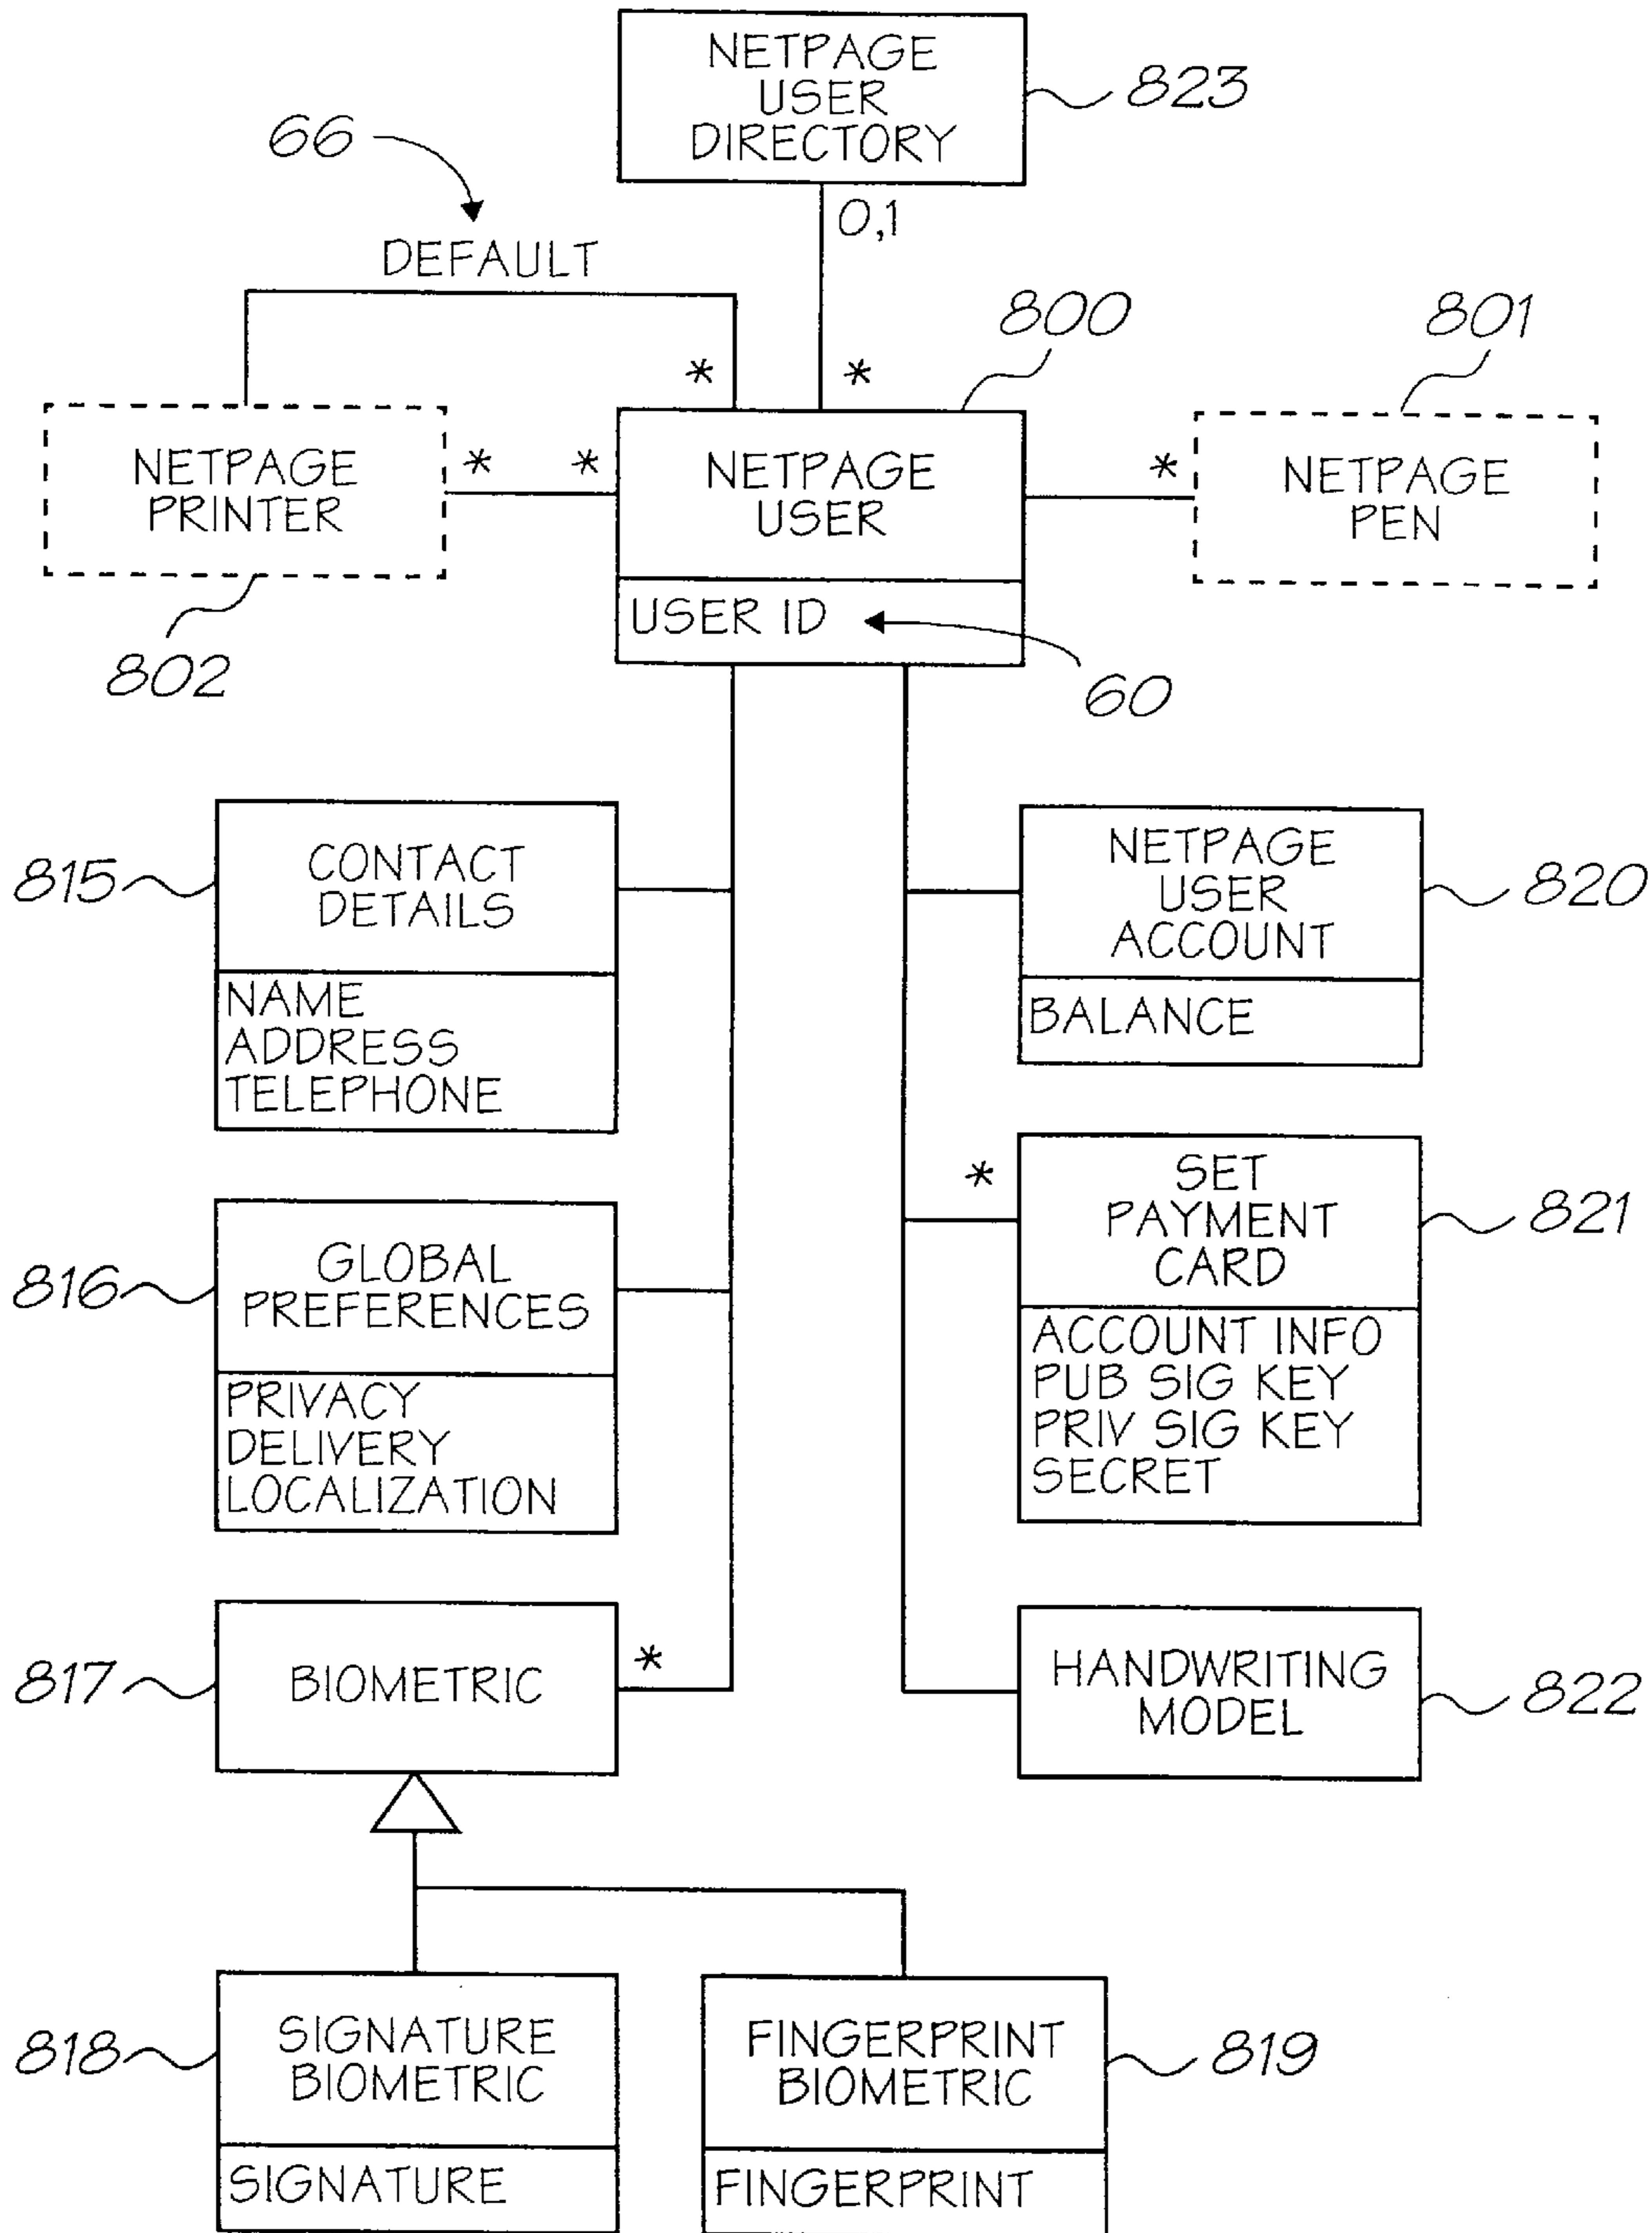 NETPAGE
USER
DIRECTORY
823
66
0,1
DEFAULT
800
801
*
*
NETPAGE
PRINTER
*
*
NETPAGE
USER
*
NETPAGE
PEN
USER ID
802
60
815
CONTACT
DETAILS
NAME
ADDRESS
TELEPHONE
NETPAGE
USER
ACCOUNT
820
BALANCE
816
GLOBAL
PREFERENCES
PRIVACY
DELIVERY
LOCALIZATION
*
SET
PAYMENT
CARD
821
ACCOUNT INFO
PUB SIG KEY
PRIV SIG KEY
SECRET
817
BIOMETRIC
*
HANDWRITING
MODEL
822
818
SIGNATURE
BIOMETRIC
SIGNATURE
FINGERPRINT
BIOMETRIC
819
FINGERPRINT